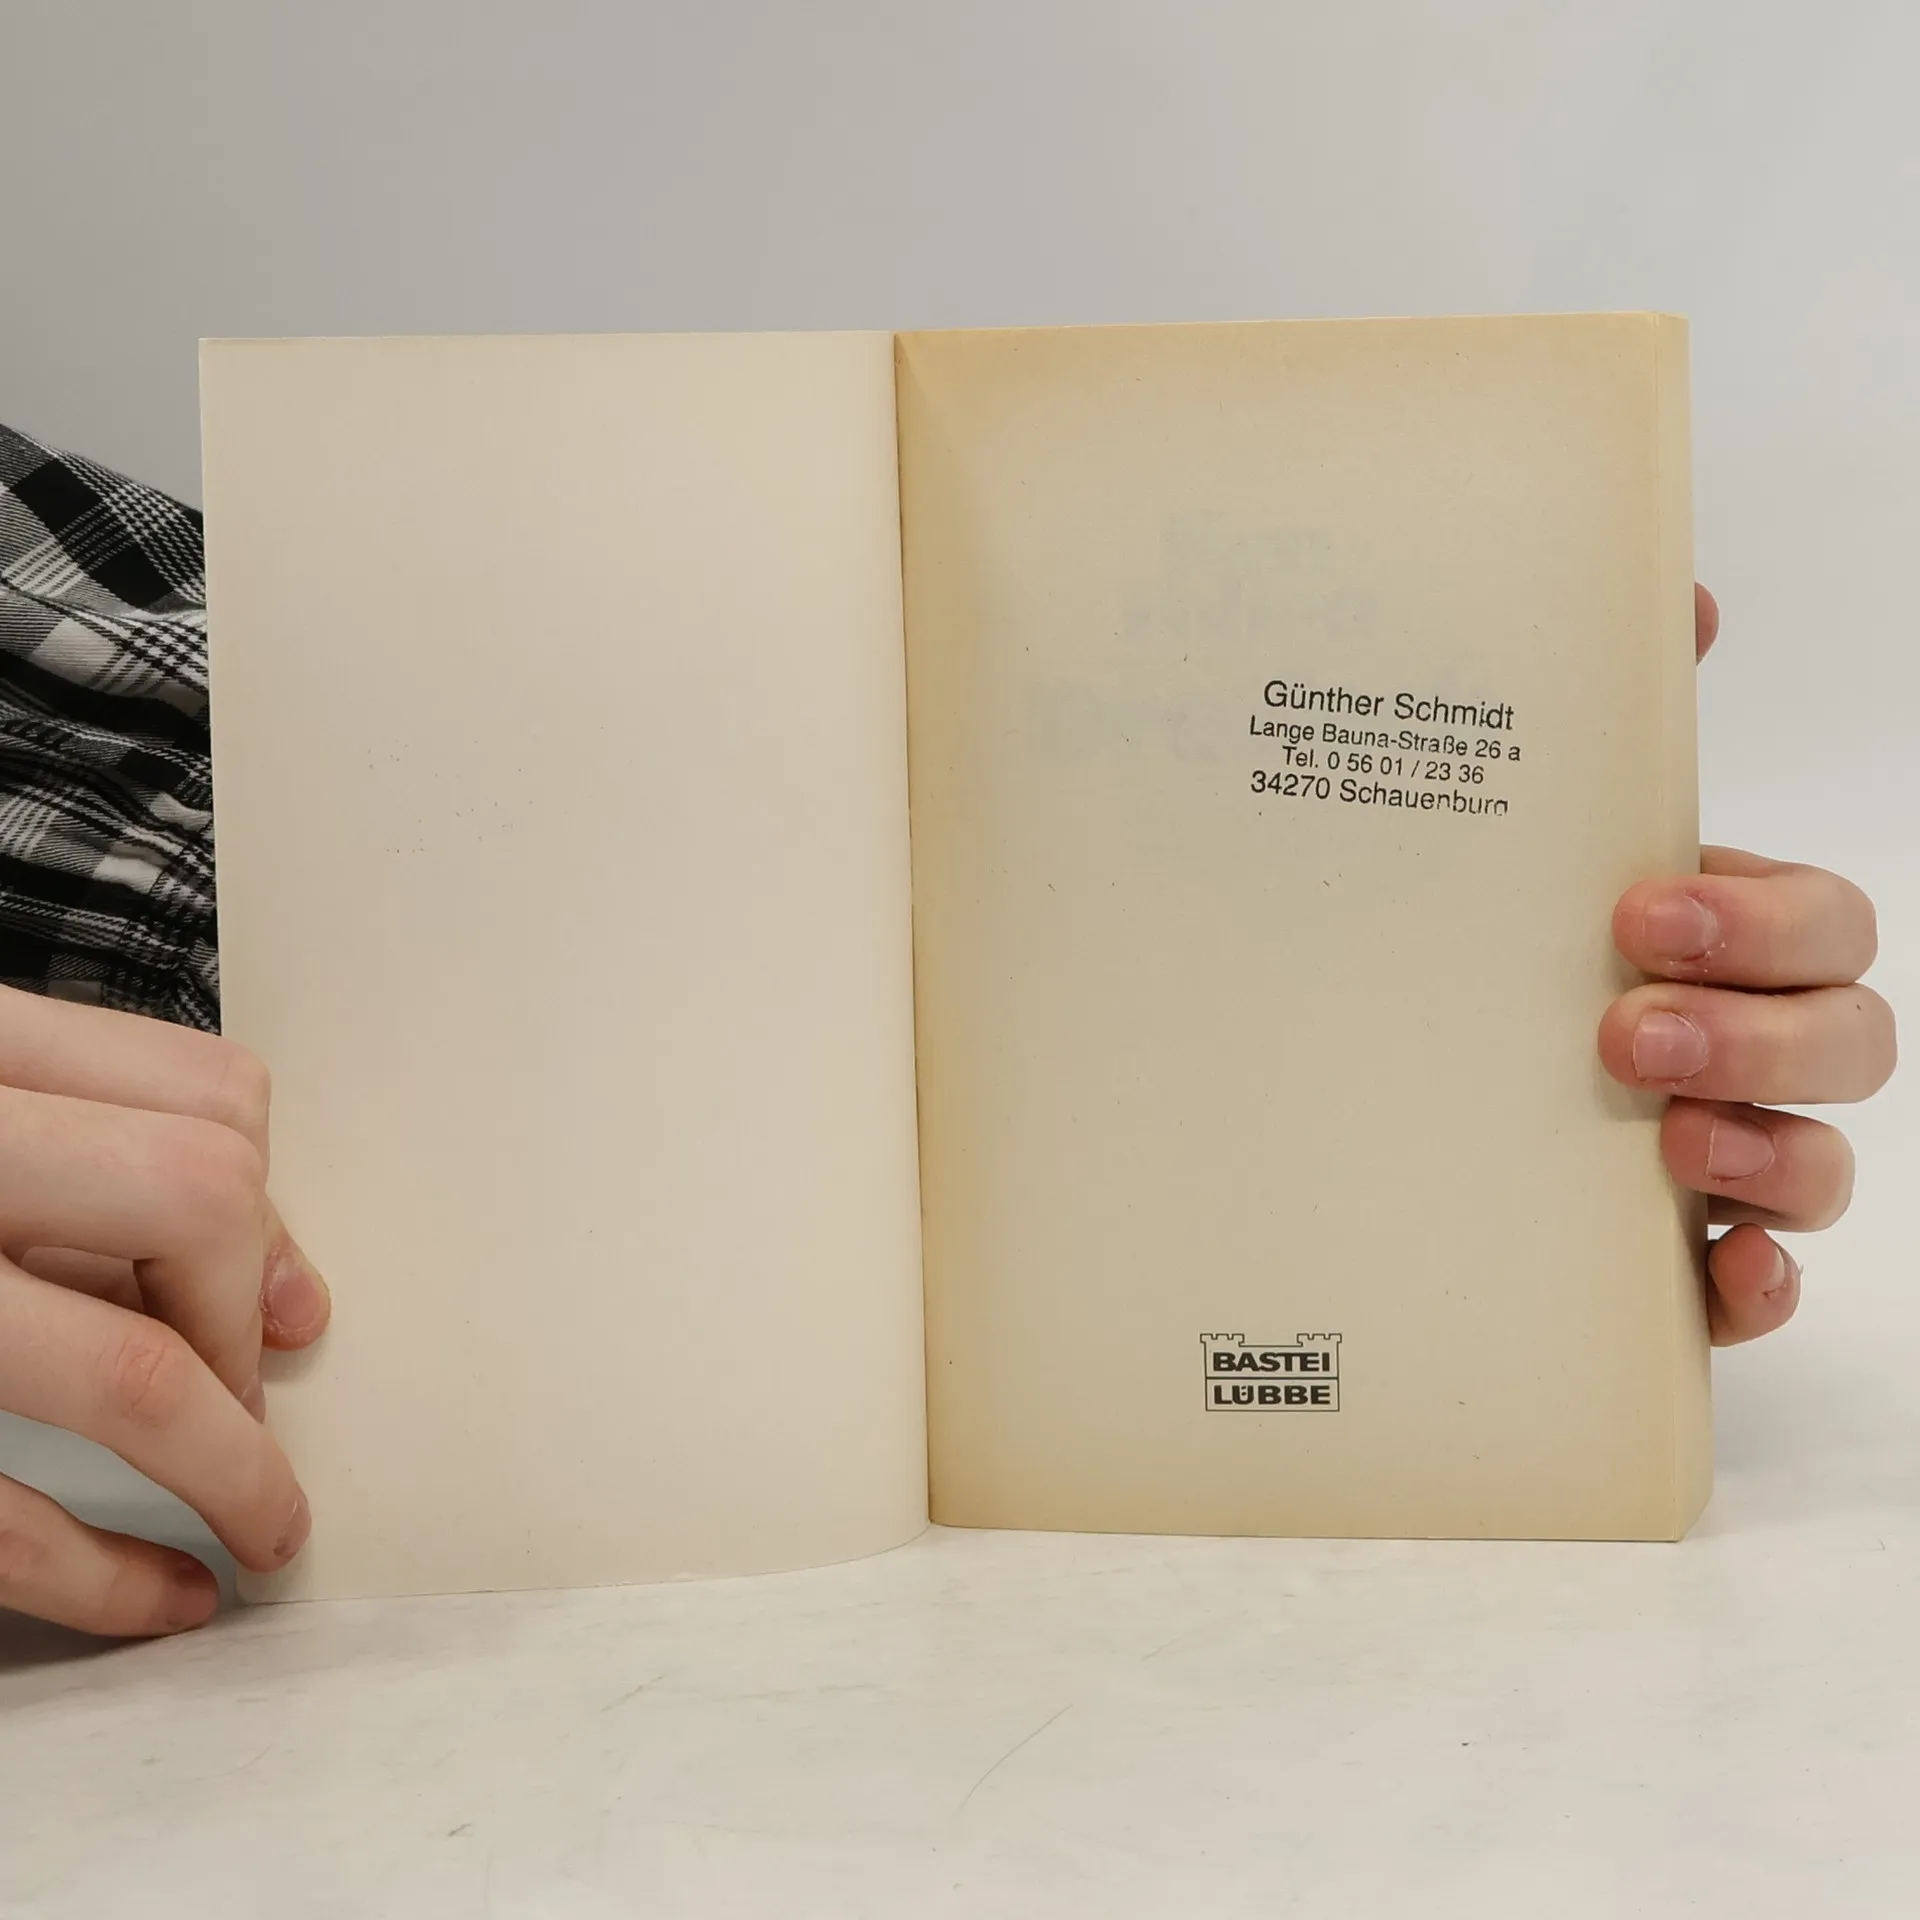 Günther Schmidt
Lange Bauna-Straße 26 a
Tel. 0 56 01 / 23 36
34270 Schauenburg
BASTEI
LÜBBE